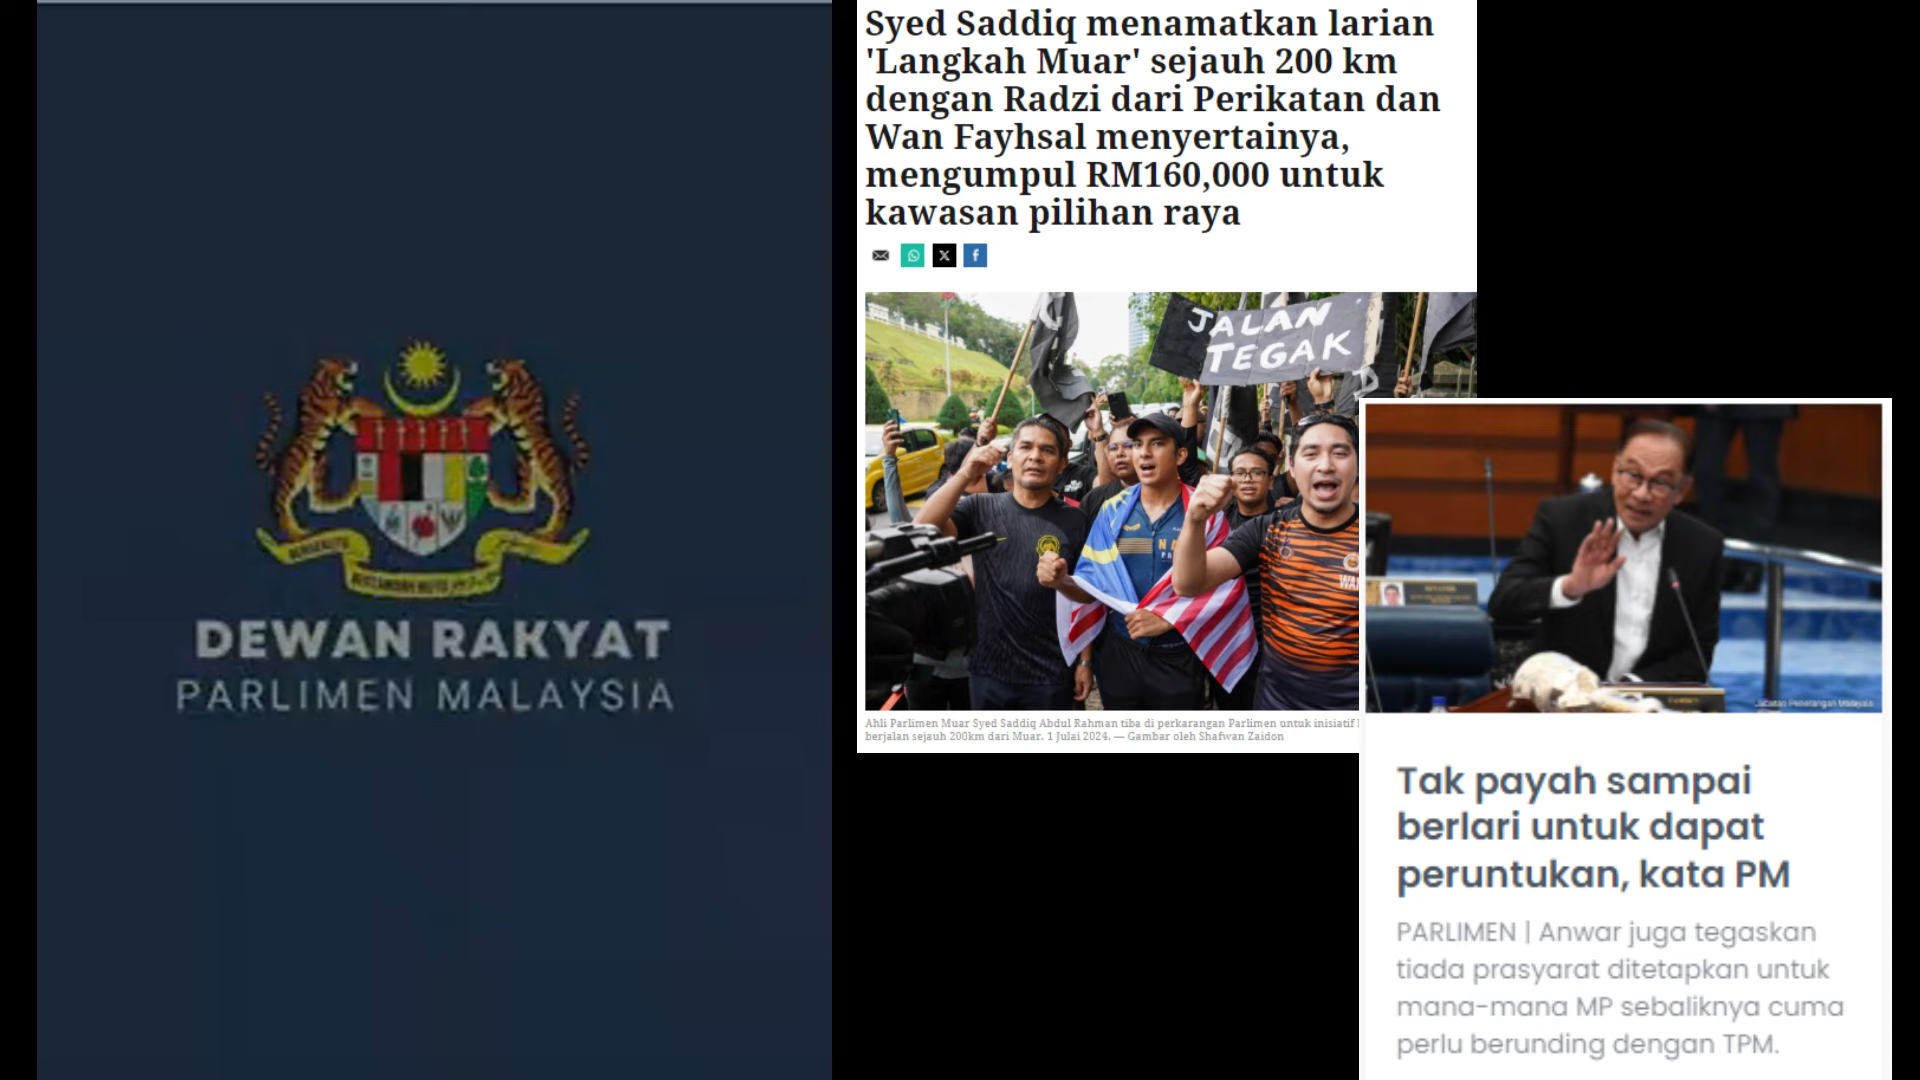 DEWAN RAKYAT
PARLIMEN MALAYSIA
Syed Saddiq menamatkan larian
'Langkah Muar' sejauh 200 km
dengan Radzi dari Perikatan dan
Wan Fayhsal menyertainya,
mengumpul RM160,000 untuk
kawasan pilihan raya
JALAN
TEGAK
Ahli Parlimen Muar Syed Saddiq Abdul Rahman tiba di perkarangan Parlimen untuk inisiatif
berjalan sejauh 200km dari Muar. 1 Julai 2024. — Gambar oleh Shafwan Zaidon
Jabatan Penerangan Malaysia
Tak payah sampai
berlari untuk dapat
peruntukan, kata PM
PARLIMEN | Anwar juga tegaskan
tiada prasyarat ditetapkan untuk
mana-mana MP sebaliknya cuma
perlu berunding dengan TPM.